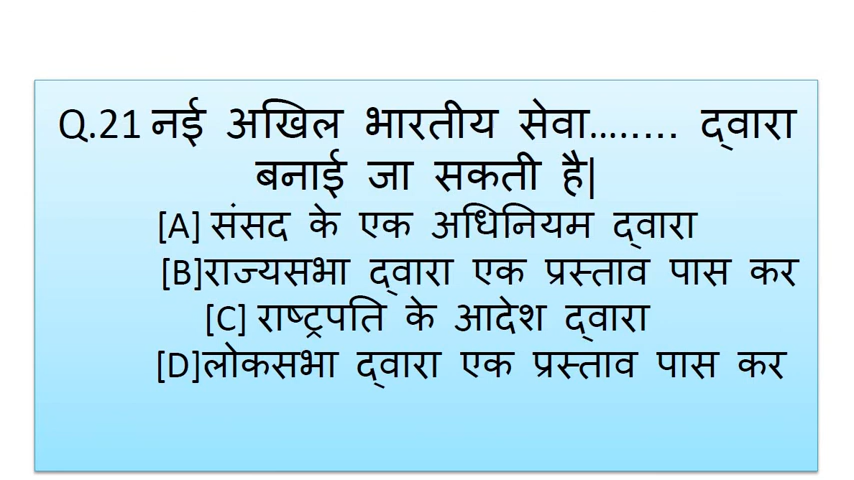 Q.21 नई अखिल भारतीय सेवा........ द्वारा
बनाई जा सकती है|
[A] संसद के एक अधिनियम द्वारा
[B]राज्यसभा द्वारा एक प्रस्ताव पास कर
[C] राष्ट्रपति के आदेश द्वारा
[D]लोकसभा द्वारा एक प्रस्ताव पास कर